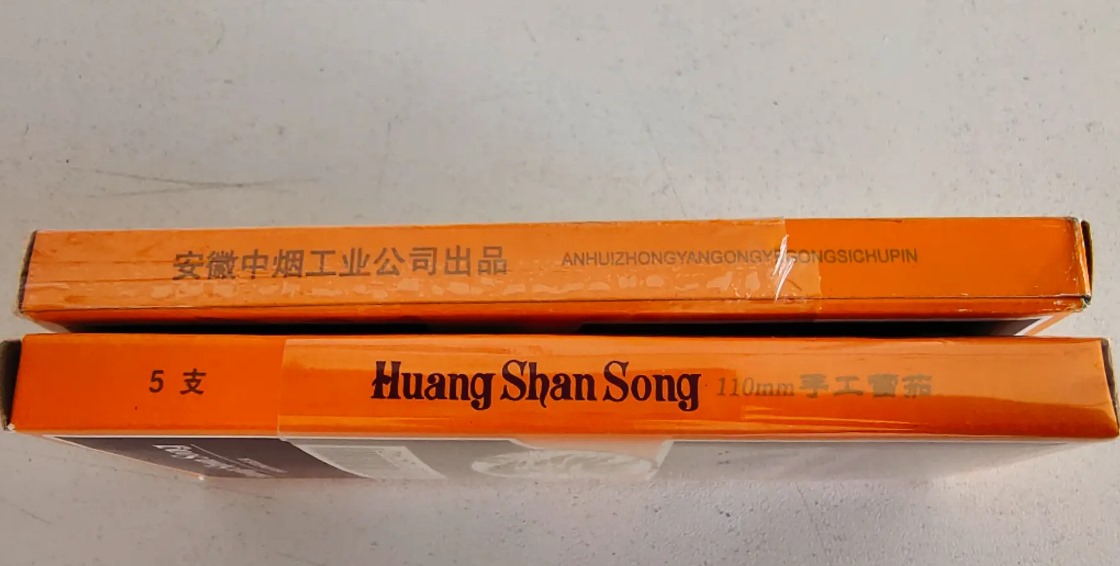 安徽中烟工业公司出品 ANHUIZHONGYANGONGYEGONGSICHUPIN
5 支 Huang Shan Song 110mm 手工雪茄